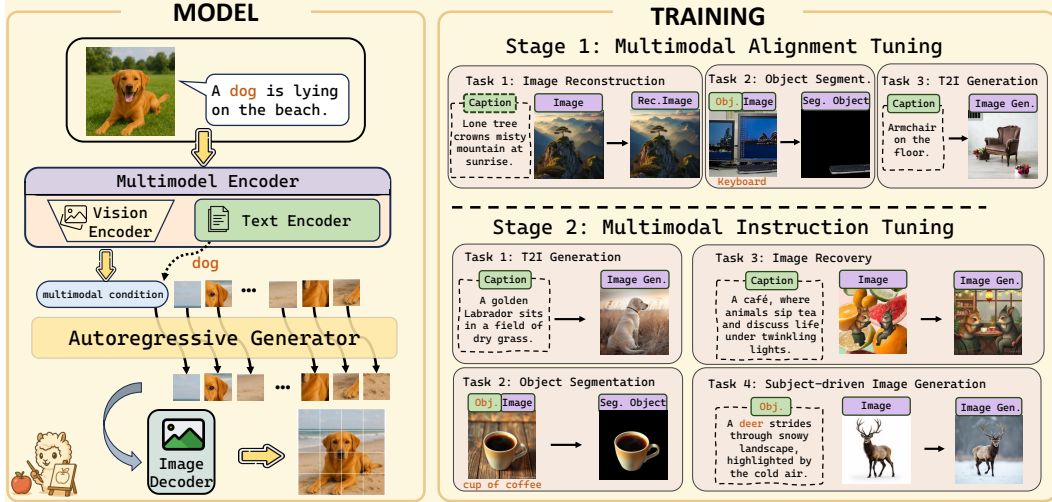 MODEL
A dog is lying
on the beach.
Multimodel Encoder
Vision
Encoder
Text Encoder
dog
multimodal condition
Autoregressive Generator
Image
Decoder
TRAINING
Stage 1: Multimodal Alignment Tuning
Task 1: Image Reconstruction
Caption
Image
Rec.Image
Lone tree
crowns misty
mountain at
sunrise.
Task 2: Object Segment.
Obj. Image
Seg. Object
Keyboard
Task 3: T2I Generation
Caption
Image Gen.
Armchair
on the
floor.
Stage 2: Multimodal Instruction Tuning
Task 1: T2I Generation
Caption
Image Gen.
A golden
Labrador sits
in a field of
dry grass.
Task 3: Image Recovery
Caption
Image
Image Gen.
A café, where
animals sip tea
and discuss life
under twinkling
lights.
Task 2: Object Segmentation
Obj. Image
Seg. Object
cup of coffee
Task 4: Subject-driven Image Generation
Obj.
Image
Image Gen.
A deer strides
through snowy
landscape,
highlighted by
the cold air.